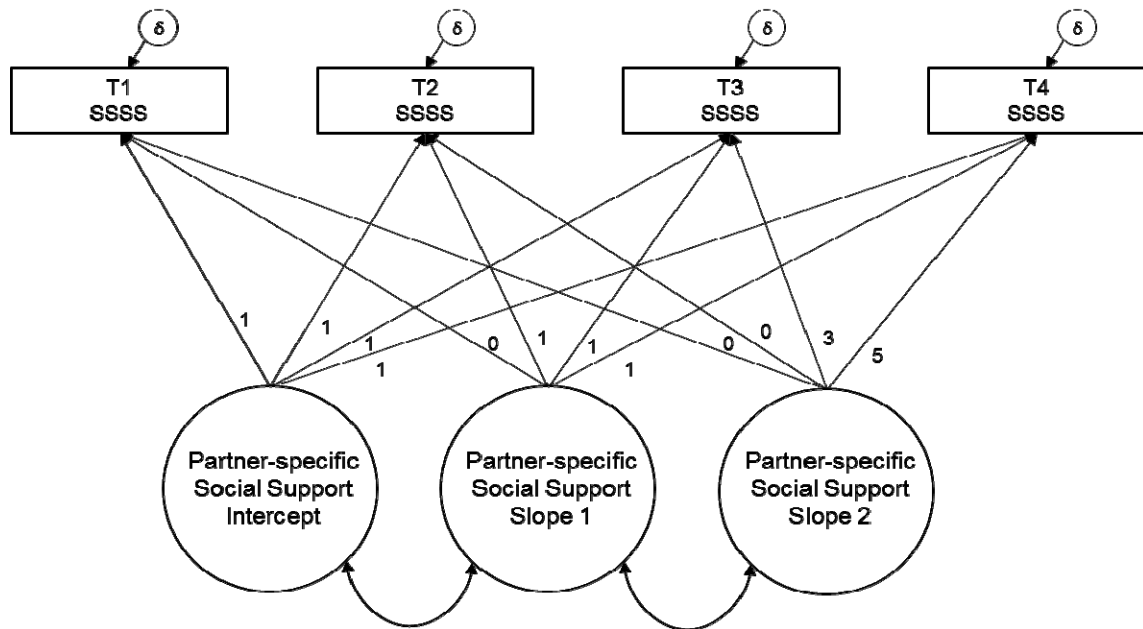 δ
δ
δ
δ
T1
SSSS
T2
SSSS
T3
SSSS
T4
SSSS
1
1
1
1
0
1
1
1
0
0
3
5
Partner-specific
Social Support
Intercept
Partner-specific
Social Support
Slope 1
Partner-specific
Social Support
Slope 2